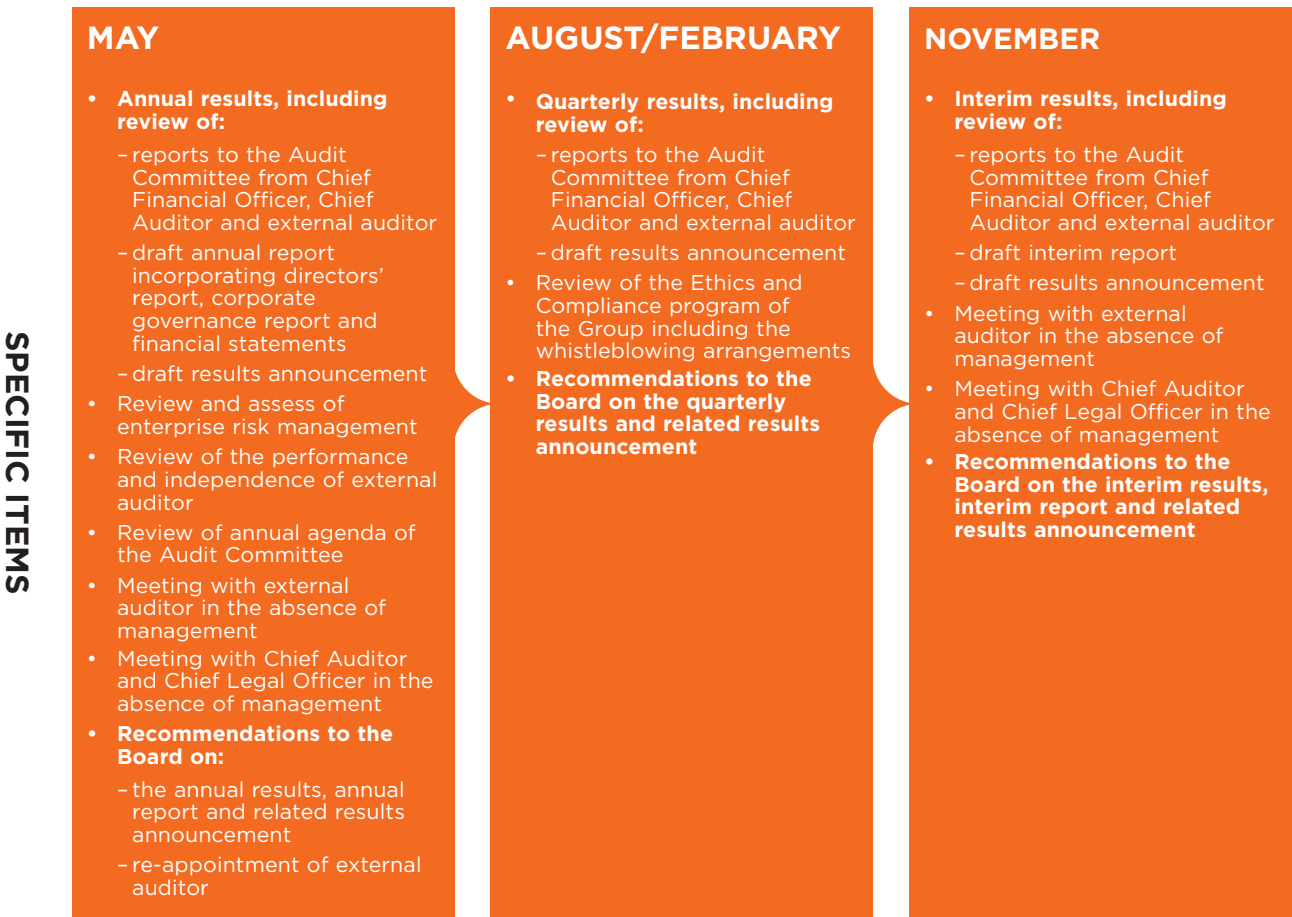 SPECIFIC ITEMS
MAY
• Annual results, including
review of:
– reports to the Audit
Committee from Chief
Financial Officer, Chief
Auditor and external auditor
– draft annual report
incorporating directors’
report, corporate
governance report and
financial statements
– draft results announcement
• Review and assess of
enterprise risk management
• Review of the performance
and independence of external
auditor
• Review of annual agenda of
the Audit Committee
• Meeting with external
auditor in the absence of
management
• Meeting with Chief Auditor
and Chief Legal Officer in the
absence of management
• Recommendations to the
Board on:
– the annual results, annual
report and related results
announcement
– re-appointment of external
auditor
AUGUST/FEBRUARY
• Quarterly results, including
review of:
– reports to the Audit
Committee from Chief
Financial Officer, Chief
Auditor and external auditor
– draft results announcement
• Review of the Ethics and
Compliance program of
the Group including the
whistleblowing arrangements
• Recommendations to the
Board on the quarterly
results and related results
announcement
NOVEMBER
• Interim results, including
review of:
– reports to the Audit
Committee from Chief
Financial Officer, Chief
Auditor and external auditor
– draft interim report
– draft results announcement
• Meeting with external
auditor in the absence of
management
• Meeting with Chief Auditor
and Chief Legal Officer in the
absence of management
• Recommendations to the
Board on the interim results,
interim report and related
results announcement